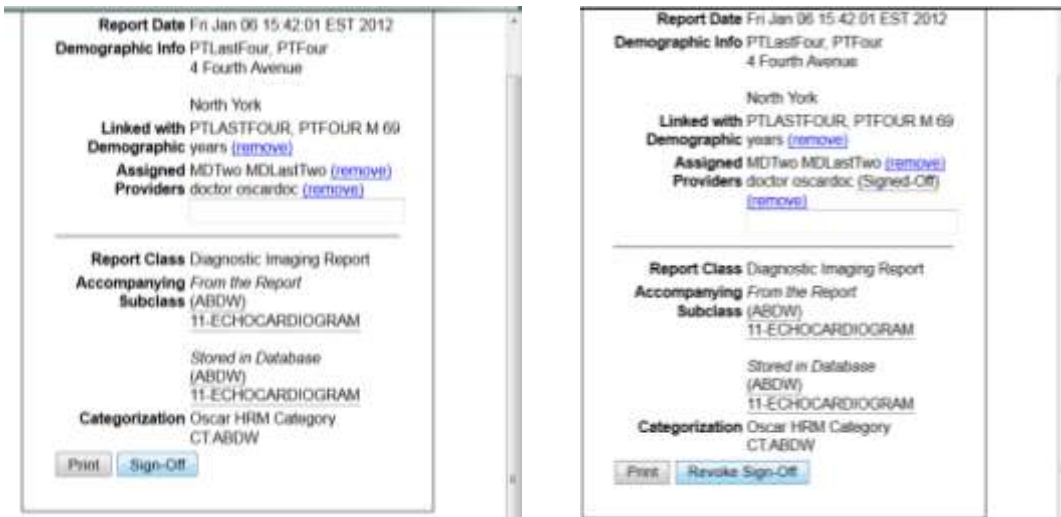 Report Date Fri Jan 06 15:42:01 EST 2012
Demographic Info PTLastFour, PTFour
4 Fourth Avenue
North York
Linked with PTLASTFOUR, PTFOUR M 69
Demographic years (remove)
Assigned MDTwo MDLastTwo (remove)
Providers doctor oscardoc (remove)
Report Class Diagnostic Imaging Report
Accompanying From the Report
Subclass (ABDW)
11-ECHOCARDIOGRAM
Stored in Database
(ABDW)
11-ECHOCARDIOGRAM
Categorization Oscar HRM Category
CT:ABDW
Print Sign-Off
Report Date Fri Jan 06 15:42:01 EST 2012
Demographic Info PTLastFour, PTFour
4 Fourth Avenue
North York
Linked with PTLASTFOUR, PTFOUR M 69
Demographic years (remove)
Assigned MDTwo MDLastTwo (remove)
Providers doctor oscardoc (Signed-Off)
(remove)
Report Class Diagnostic Imaging Report
Accompanying From the Report
Subclass (ABDW)
11-ECHOCARDIOGRAM
Stored in Database
(ABDW)
11-ECHOCARDIOGRAM
Categorization Oscar HRM Category
CT:ABDW
Print Revoke Sign-Off